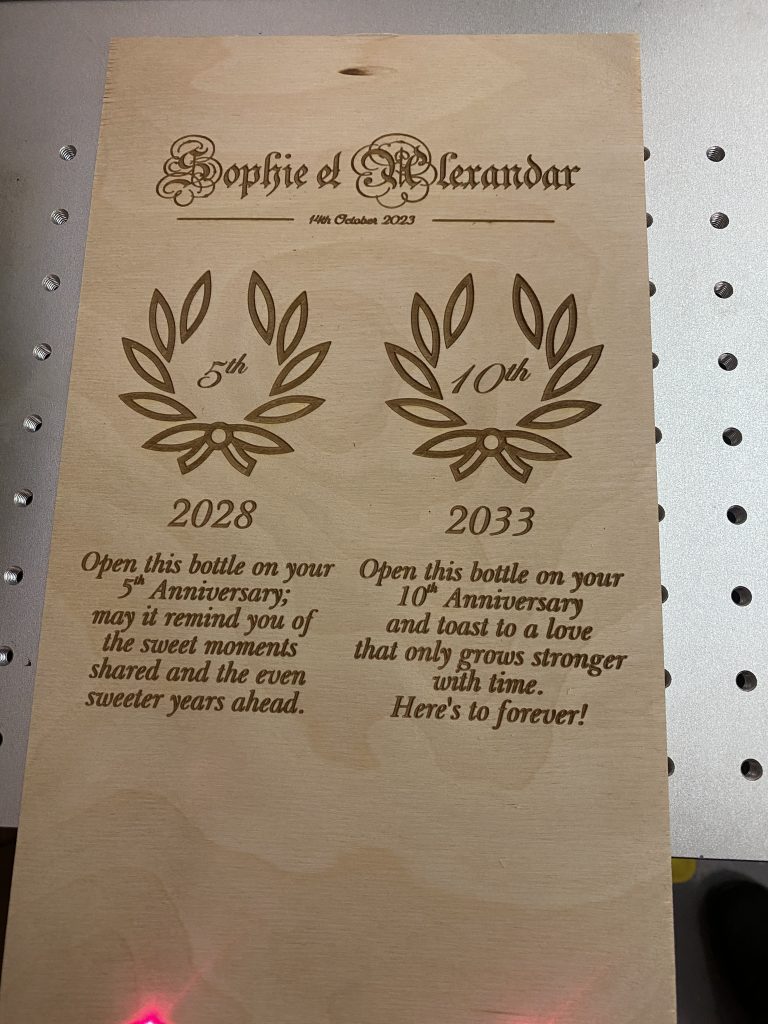 Sophie et Alexandar
14th October 2023
5th
2028
Open this bottle on your
5th Anniversary;
may it remind you of
the sweet moments
shared and the even
sweeter years ahead.
10th
2033
Open this bottle on your
10th Anniversary
and toast to a love
that only grows stronger
with time.
Here's to forever!